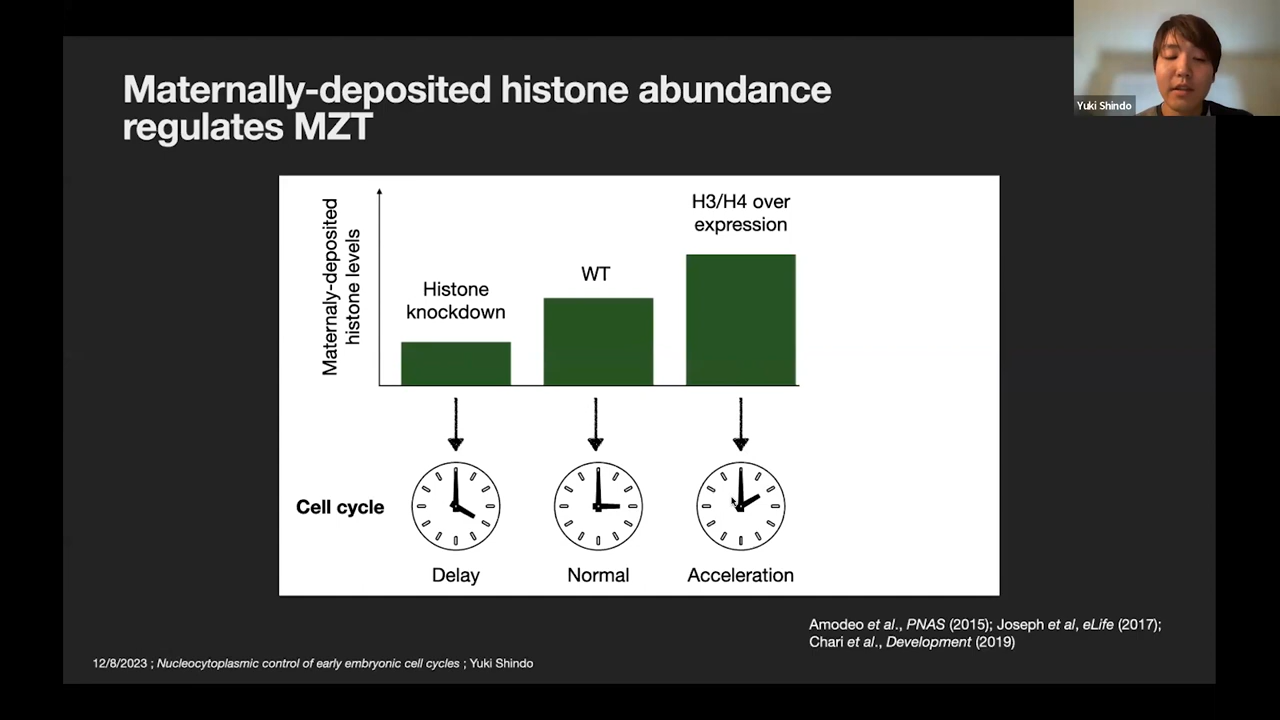 Maternally-deposited histone abundance
regulates MZT
Yuki Shindo
Maternaly-deposited
histone levels
Histone
knockdown
WT
H3/H4 over
expression
Cell cycle
Delay
Normal
Acceleration
Amodeo et al., PNAS (2015); Joseph et al, eLife (2017);
Chari et al., Development (2019)
12/8/2023 ; Nucleocytoplasmic control of early embryonic cell cycles ; Yuki Shindo